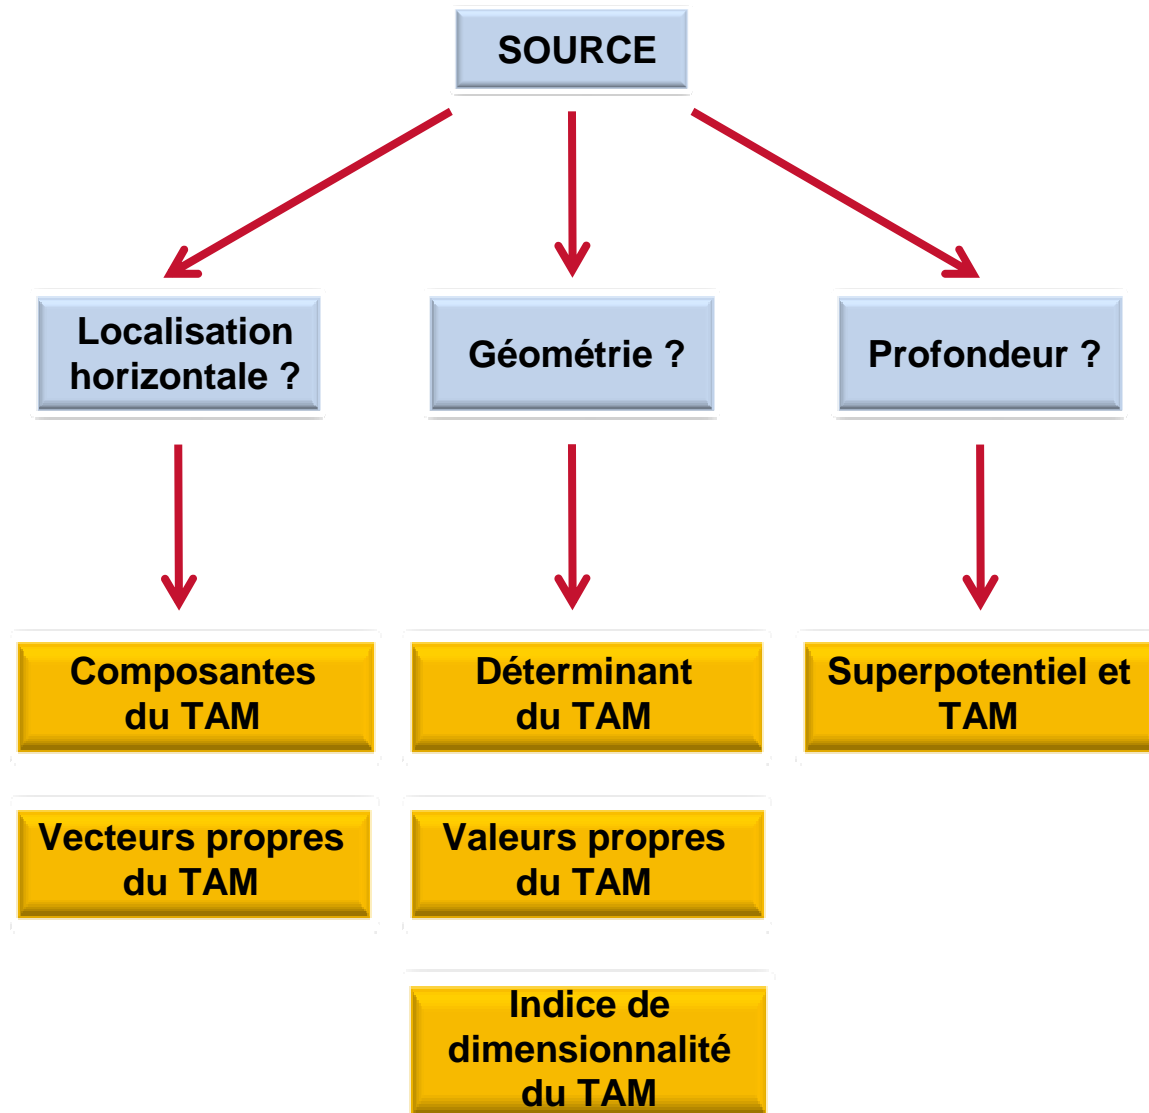 SOURCE
Localisation
horizontale ?
Géométrie ?
Profondeur ?
Composantes
du TAM
Déterminant
du TAM
Superpotentiel et
TAM
Vecteurs propres
du TAM
Valeurs propres
du TAM
Indice de
dimensionnalité
du TAM